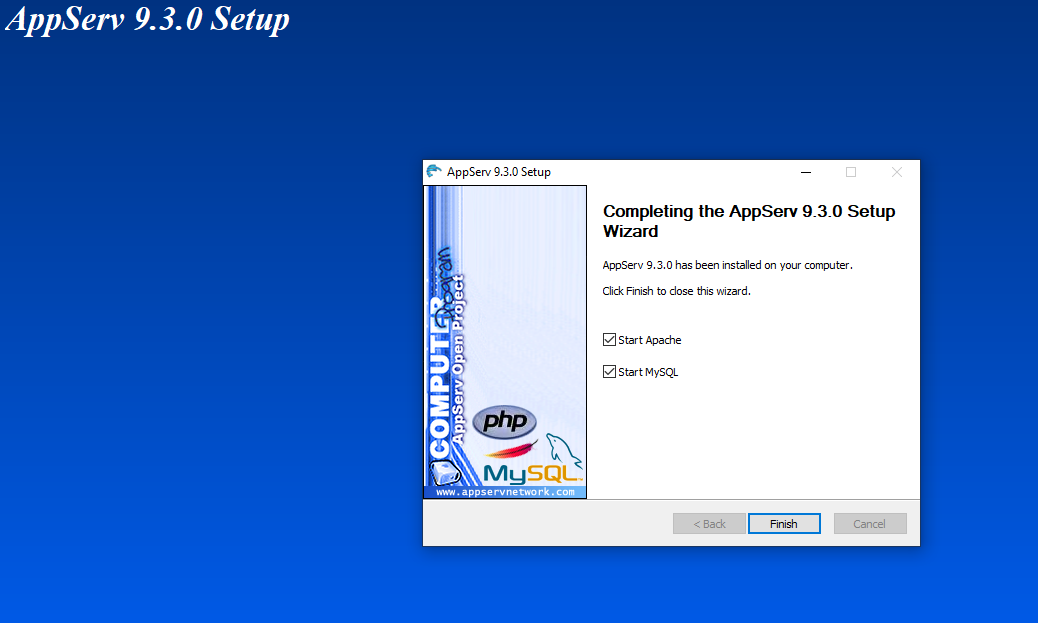 AppServ 9.3.0 Setup
AppServ 9.3.0 Setup
Completing the AppServ 9.3.0 Setup
Wizard
AppServ 9.3.0 has been installed on your computer.
Click Finish to close this wizard.
Start Apache
Start MySQL
COMPUTER
Program
AppServ Open Project
php
MySQL
www.appservnetwork.com
< Back
Finish
Cancel